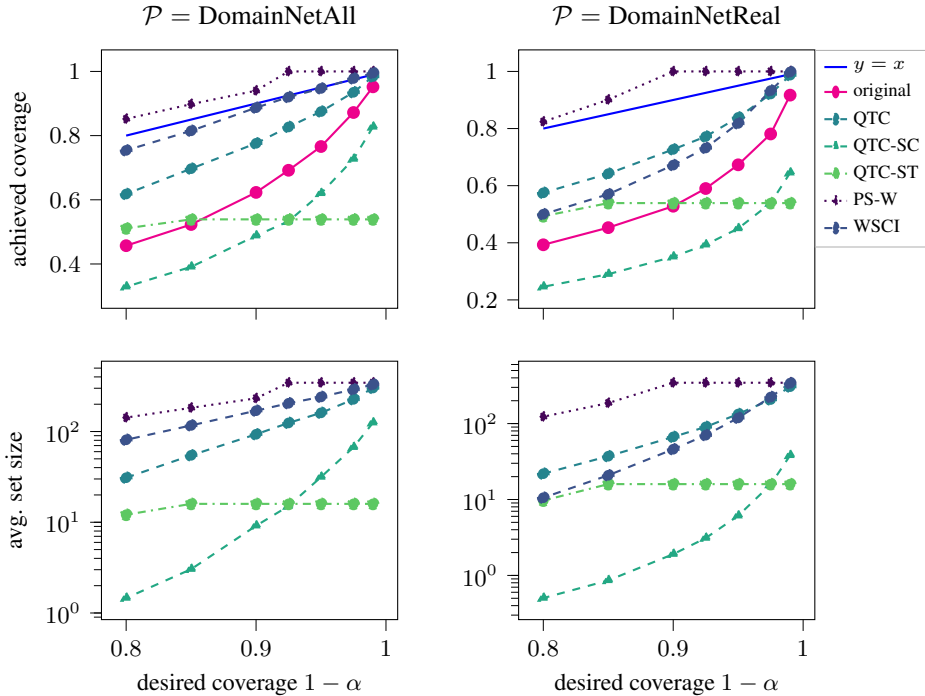 𝒫 = DomainNetAll
𝒫 = DomainNetReal
achieved coverage
1
0.8
0.6
0.4
1
0.8
0.6
0.4
0.2
y = x
original
QTC
QTC-SC
QTC-ST
PS-W
WSCI
avg. set size
10²
10¹
10⁰
10²
10¹
10⁰
0.8 0.9 1
0.8 0.9 1
desired coverage 1 − α
desired coverage 1 − α